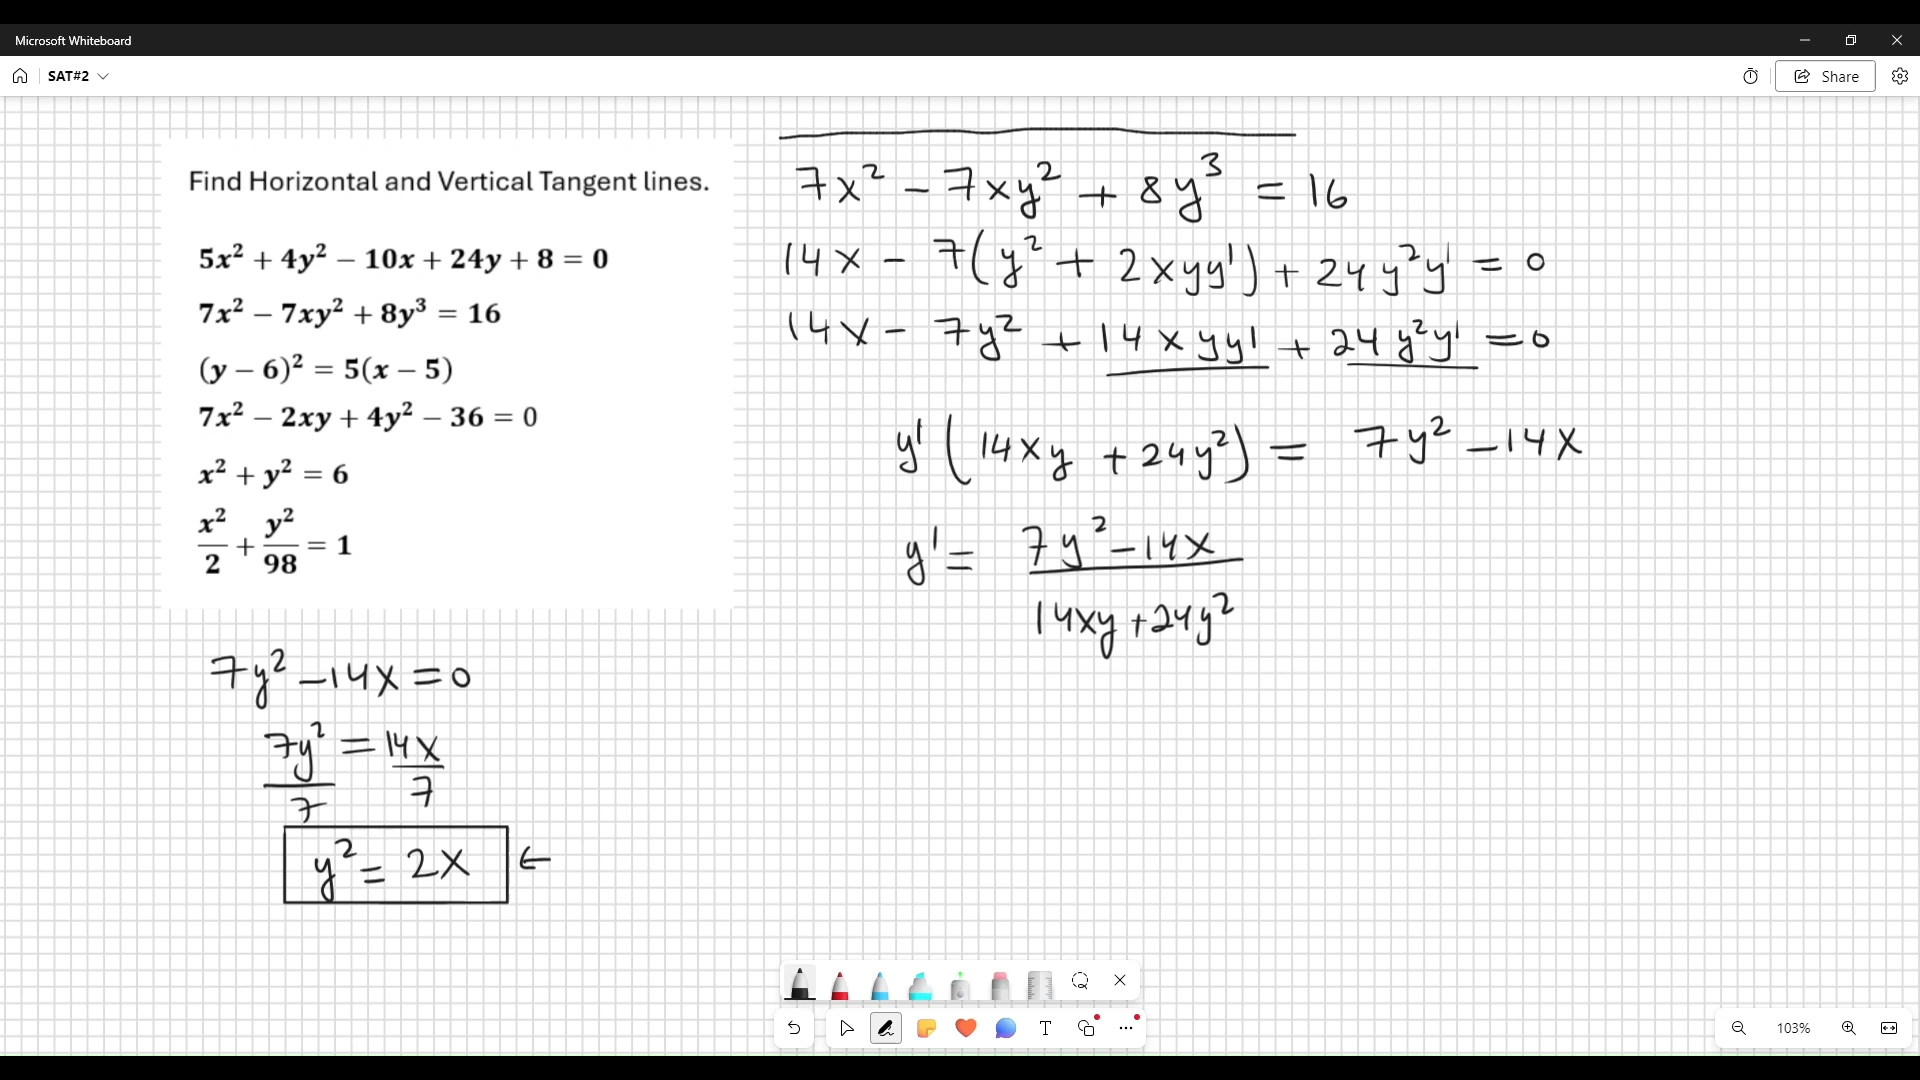 Microsoft Whiteboard
SAT#2
Share
Find Horizontal and Vertical Tangent lines.
5x² + 4y² − 10x + 24y + 8 = 0
7x² − 7xy² + 8y³ = 16
(y − 6)² = 5(x − 5)
7x² − 2xy + 4y² − 36 = 0
x² + y² = 6
x²/2 + y²/98 = 1
7y² − 14x = 0
7y²/7 = 14x/7
y² = 2x ←
7x² − 7xy² + 8y³ = 16
14x − 7(y² + 2xyy') + 24y²y' = 0
14x − 7y² + 14xyy' + 24y²y' = 0
y'(14xy + 24y²) = 7y² − 14x
y' = 7y² − 14x / 14xy + 24y²
103%